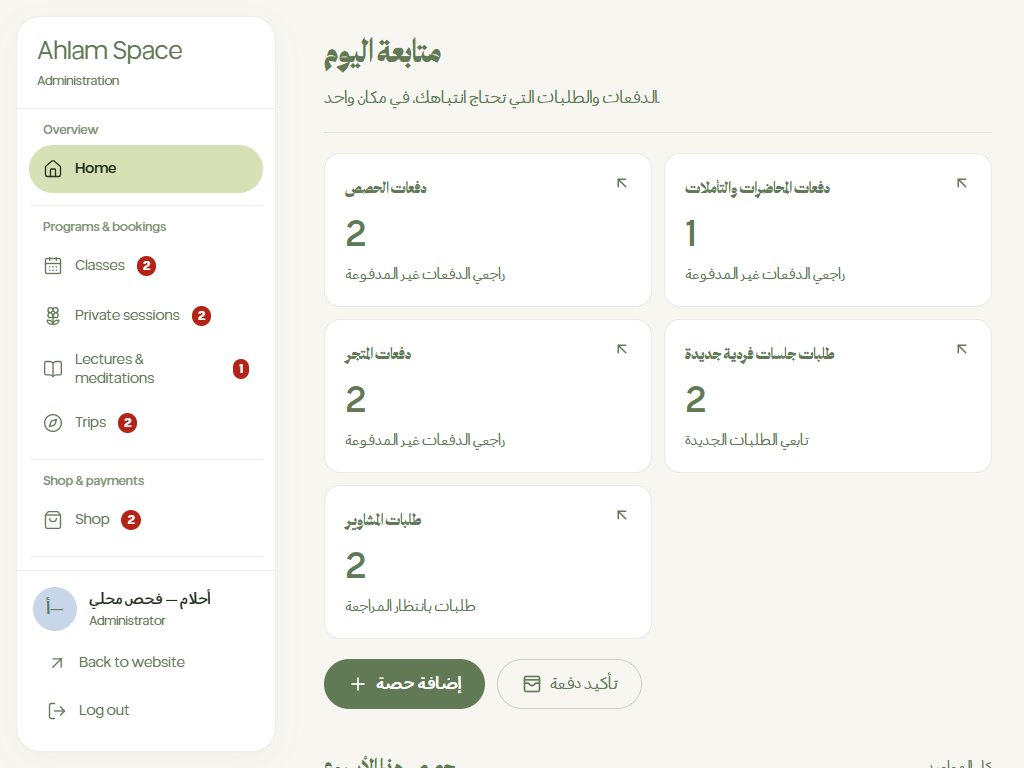 Ahlam Space
Administration
Overview
Home
Programs & bookings
Classes 2
Private sessions 2
Lectures &
meditations 1
Trips 2
Shop & payments
Shop 2
أ—
أحلام — فحص محلي
Administrator
Back to website
Log out
متابعة اليوم
الدفعات والطلبات التي تحتاج انتباهك، في مكان واحد.
دفعات الحصص
2
راجعي الدفعات غير المدفوعة
دفعات المحاضرات والتأملات
1
راجعي الدفعات غير المدفوعة
دفعات المتجر
2
راجعي الدفعات غير المدفوعة
طلبات جلسات فردية جديدة
2
تابعي الطلبات الجديدة
طلبات المشاوير
2
طلبات بانتظار المراجعة
إضافة حصة
تأكيد دفعة